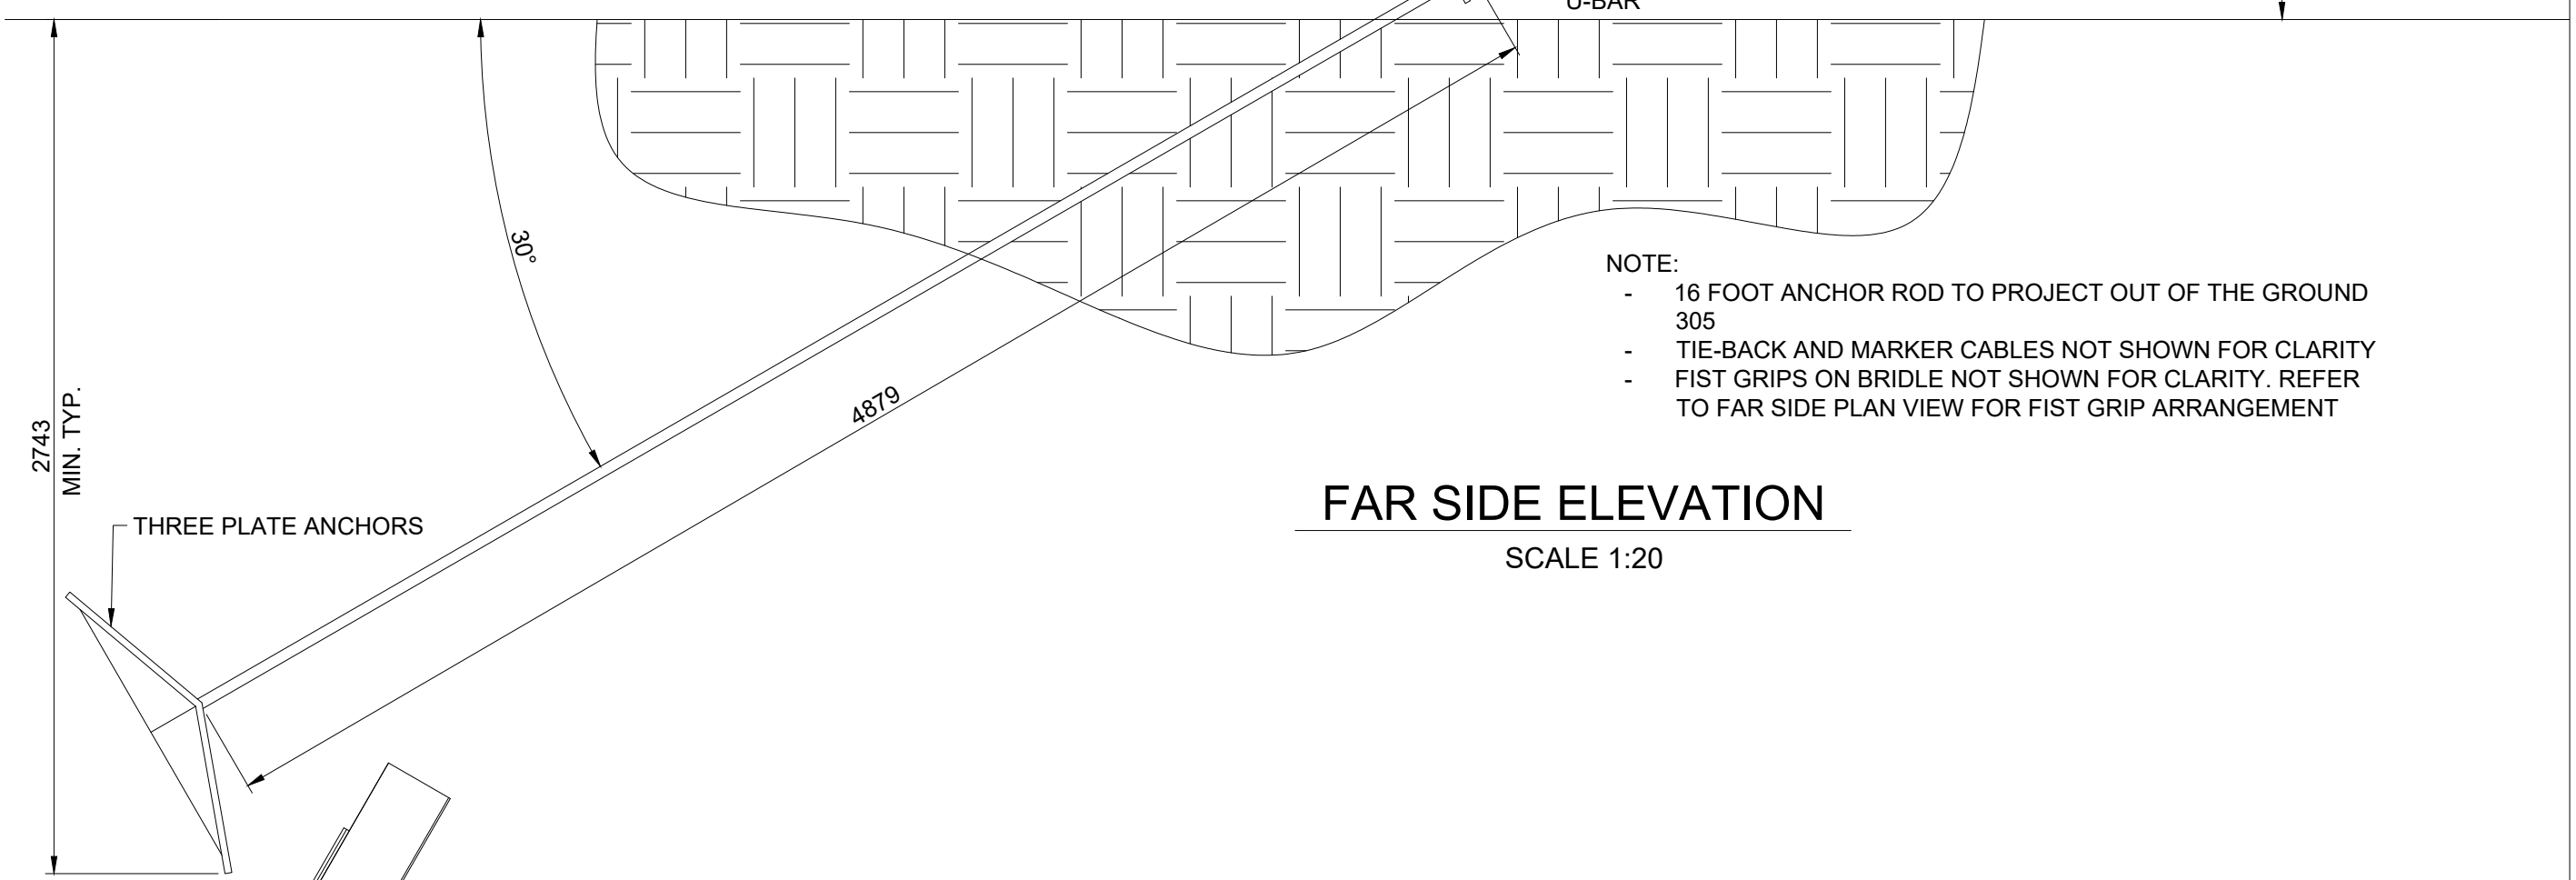 U-BAR
30°
NOTE:
- 16 FOOT ANCHOR ROD TO PROJECT OUT OF THE GROUND
305
- TIE-BACK AND MARKER CABLES NOT SHOWN FOR CLARITY
- FIST GRIPS ON BRIDLE NOT SHOWN FOR CLARITY. REFER
TO FAR SIDE PLAN VIEW FOR FIST GRIP ARRANGEMENT
4879
2743
MIN. TYP.
THREE PLATE ANCHORS
FAR SIDE ELEVATION
SCALE 1:20